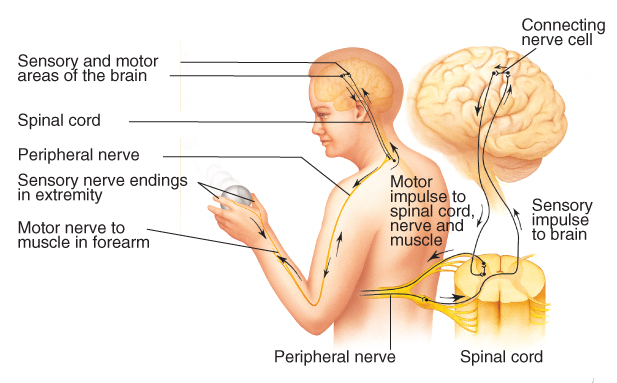 Connecting
nerve cell
Sensory and motor
areas of the brain
Spinal cord
Peripheral nerve
Sensory nerve endings
in extremity
Motor nerve to
muscle in forearm
Motor
impulse to
spinal cord,
nerve and
muscle
Sensory
impulse
to brain
Peripheral nerve
Spinal cord